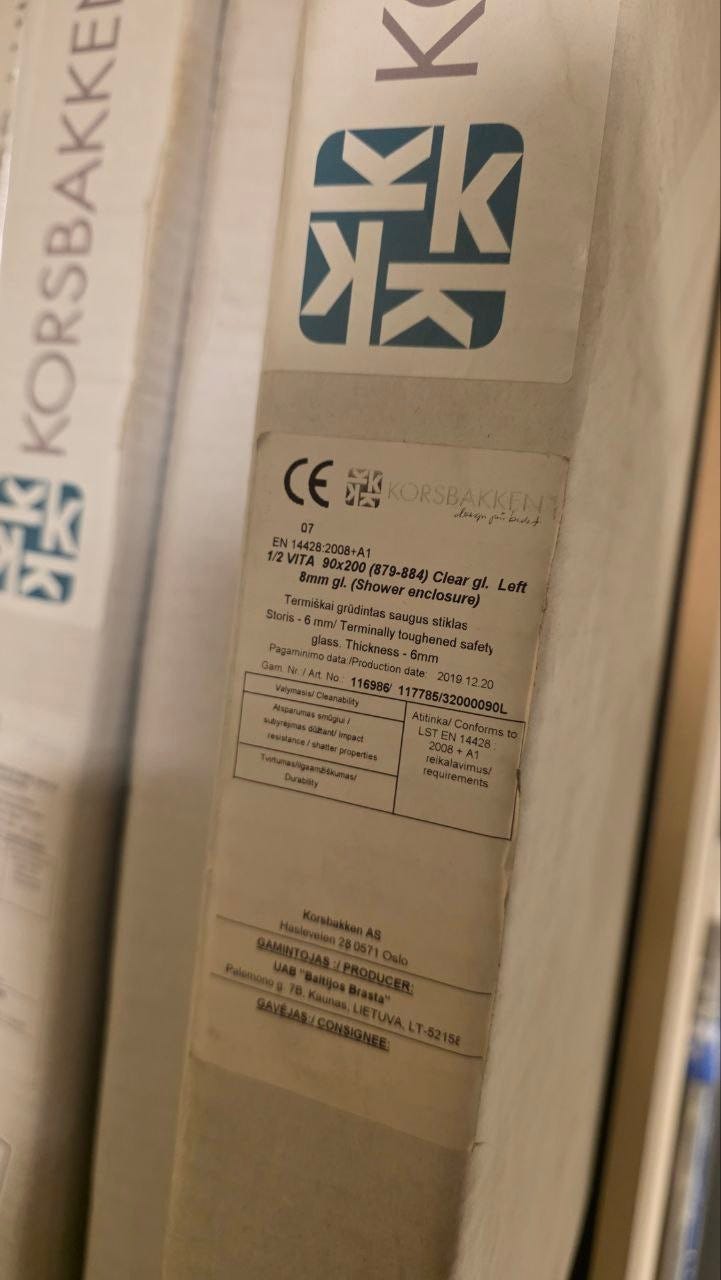 KORSBAKKEN
KO
CE KORSBAKKEN
design på badet
07
EN 14428:2008+A1
1/2 VITA 90x200 (879-884) Clear gl. Left
8mm gl. (Shower enclosure)
Termiškai grūdintas saugus stiklas
Storis - 6 mm/ Terminally toughened safety
glass. Thickness - 6mm
Pagaminimo data:/Production date: 2019 12.20
Gam. Nr. / Art. No.: 116986/ 117785/32000090L
Valymasis/ Cleanability
Atsparumas smūgiui /
subyrėjimas dūžtant/ Impact
resistance / shatter properties
Tvirtumas/ilgaamžiškumas/
Durability
Atitinka/ Conforms to
LST EN 14428 :
2008 + A1
reikalavimus/
requirements
Korsbakken AS
Hasleveien 28 0571 Oslo
GAMINTOJAS :/ PRODUCER:
UAB "Baltijos Brasta"
Palemono g. 7B, Kaunas, LIETUVA, LT-52158
GAVĖJAS:/ CONSIGNEE: